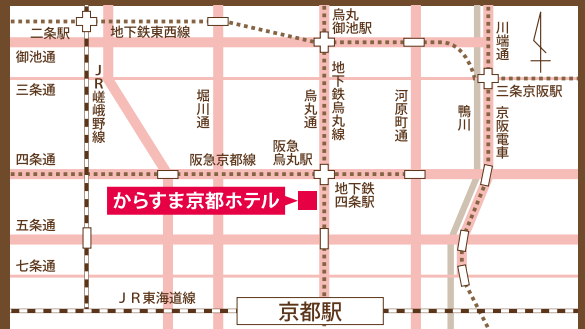 二条駅
地下鉄東西線
烏丸
御池駅
川端通
御池通
三条通
JR嵯峨野線
堀川通
烏丸通
地下鉄烏丸線
河原町通
鴨川
三条京阪駅
京阪電車
四条通
阪急京都線
阪急
烏丸駅
地下鉄
四条駅
からすま京都ホテル
五条通
七条通
JR東海道線
京都駅